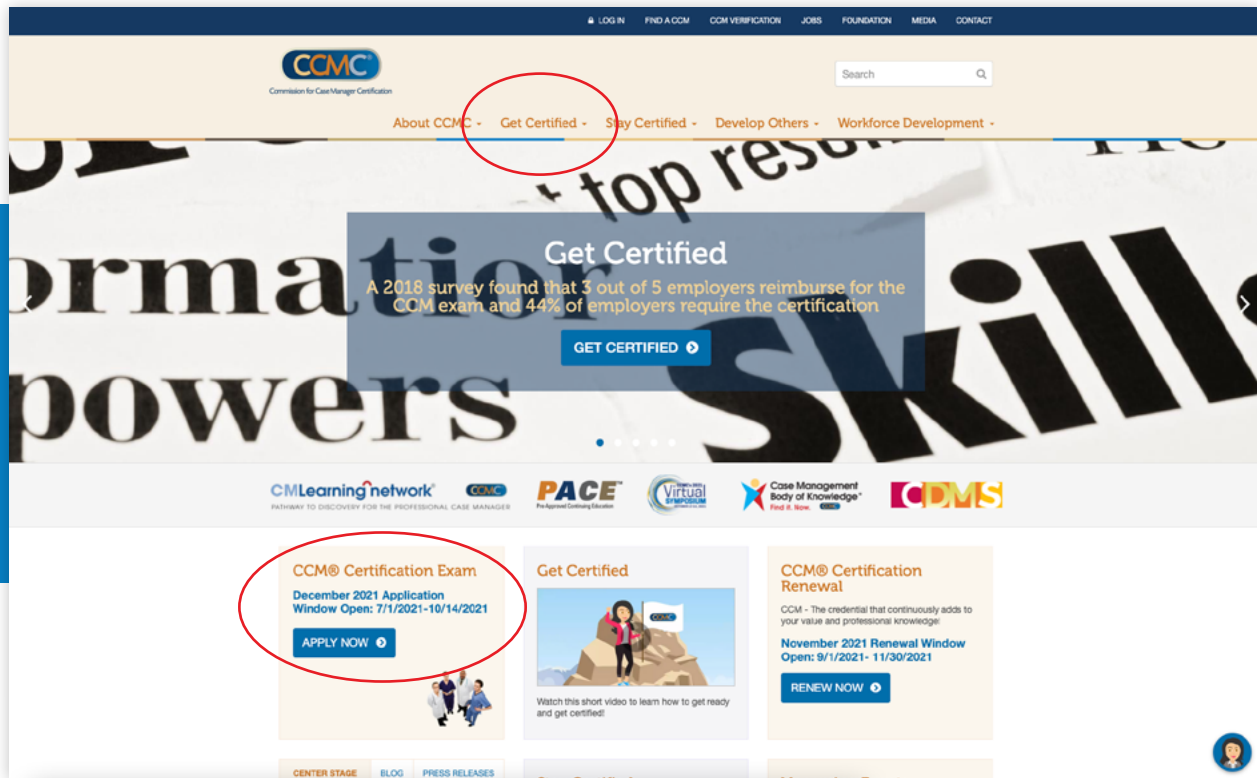 LOG IN FIND A CCM CCM VERIFICATION JOBS FOUNDATION MEDIA CONTACT
CCMC®
Commission for Case Manager Certification
Search
About CCMC Get Certified Stay Certified Develop Others Workforce Development
top resu
ormation
powers
Skill
Get Certified
A 2018 survey found that 3 out of 5 employers reimburse for the
CCM exam and 44% of employers require the certification
GET CERTIFIED
CMLearning network® CCMC
PATHWAY TO DISCOVERY FOR THE PROFESSIONAL CASE MANAGER
PACE™
Pre-Approved Continuing Education
Virtual
SYMPOSIUM
Case Management
Body of Knowledge®
Find it. Now. CCMC
CDMS
CCM® Certification Exam
December 2021 Application
Window Open: 7/1/2021-10/14/2021
APPLY NOW
Get Certified
CCMC
Watch this short video to learn how to get ready
and get certified!
CCM® Certification
Renewal
CCM - The credential that continuously adds to
your value and professional knowledge!
November 2021 Renewal Window
Open: 9/1/2021- 11/30/2021
RENEW NOW
CENTER STAGE BLOG PRESS RELEASES